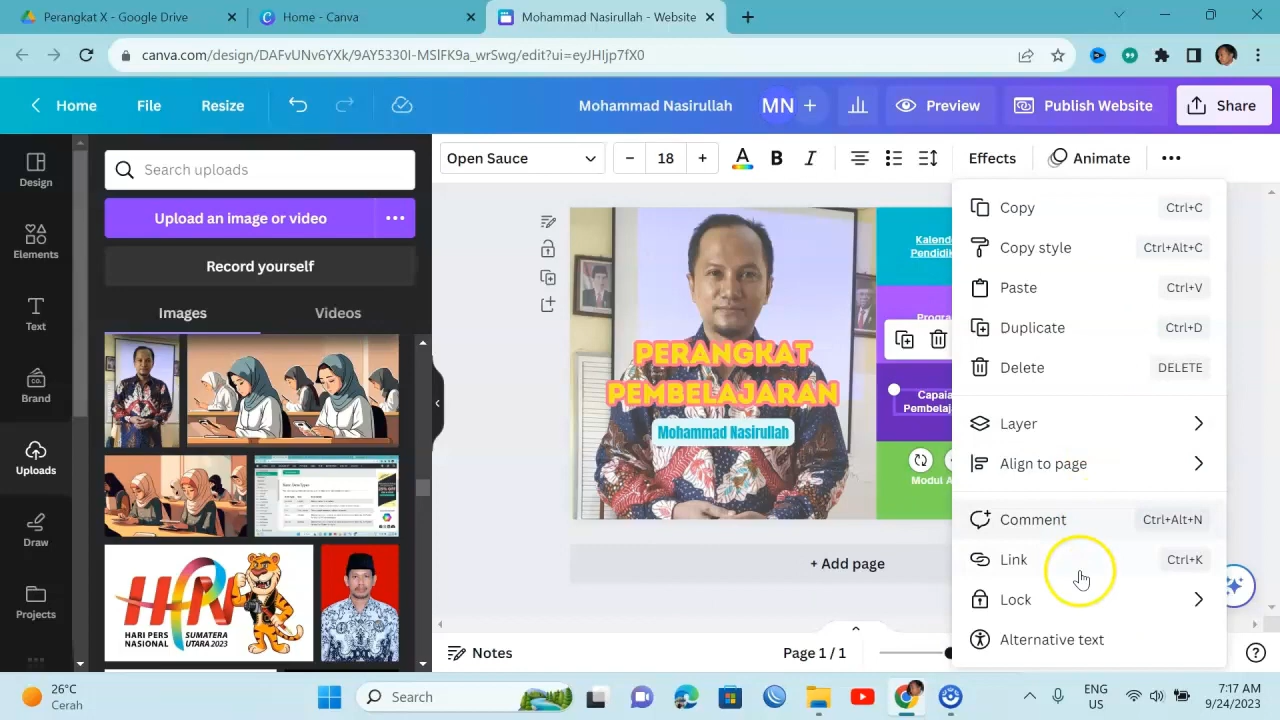 Perangkat X - Google Drive
Home - Canva
Mohammad Nasirullah - Website
canva.com/design/DAFvUNv6YXk/9AY5330I-MSlFK9a_wrSwg/edit?ui=eyJHIjp7fX0
Home
File
Resize
Mohammad Nasirullah
MN
Preview
Publish Website
Share
Design
Elements
Text
CO.
Brand
Uploads
Draw
Projects
Search uploads
Upload an image or video
Record yourself
Images
Videos
HARI PERS
NASIONAL
SUMATERA
UTARA 2023
Open Sauce
18
A
B
I
Effects
Animate
PERANGKAT
PEMBELAJARAN
Mohammad Nasirullah
Kalend
Pendidik
Progra
Capaia
Pembelaj
Modul A
+ Add page
Copy
Ctrl+C
Copy style
Ctrl+Alt+C
Paste
Ctrl+V
Duplicate
Ctrl+D
Delete
DELETE
Layer
Align to page
Comment
Ctrl+Alt+N
Link
Ctrl+K
Lock
Alternative text
Notes
Page 1 / 1
26°C
Cerah
Search
ENG
US
7:17 AM
9/24/2023